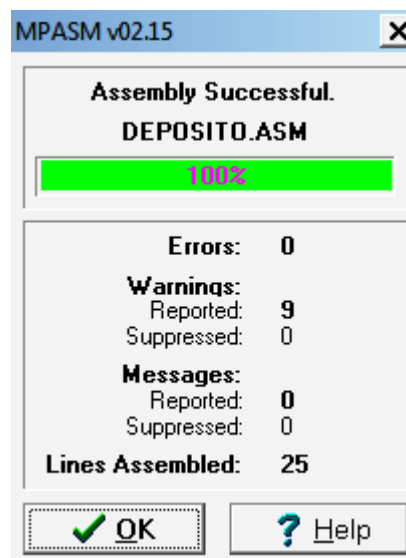 MPASM v02.15
Assembly Successful.
DEPOSITO.ASM
100%
Errors: 0
Warnings:
Reported: 9
Suppressed: 0
Messages:
Reported: 0
Suppressed: 0
Lines Assembled: 25
OK
Help